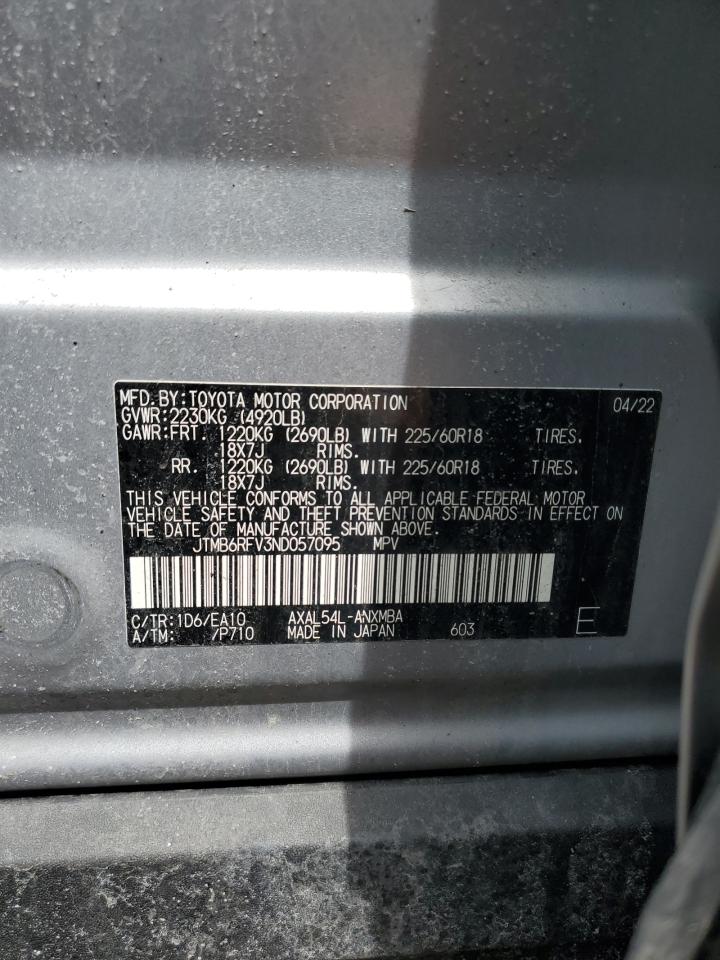 MFD. BY: TOYOTA MOTOR CORPORATION 04/22
GVWR: 2230KG (4920LB)
GAWR: FRT. 1220KG (2690LB) WITH 225/60R18 TIRES.
18X7J RIMS.
RR. 1220KG (2690LB) WITH 225/60R18 TIRES.
18X7J RIMS.
THIS VEHICLE CONFORMS TO ALL APPLICABLE FEDERAL MOTOR
VEHICLE SAFETY AND THEFT PREVENTION STANDARDS IN EFFECT ON
THE DATE OF MANUFACTURE SHOWN ABOVE.
JTMB6RFV3ND057095 MPV
C/TR: 1D6/EA10 AXAL54L-ANXMBA
A/TM: /P710 MADE IN JAPAN 603 E